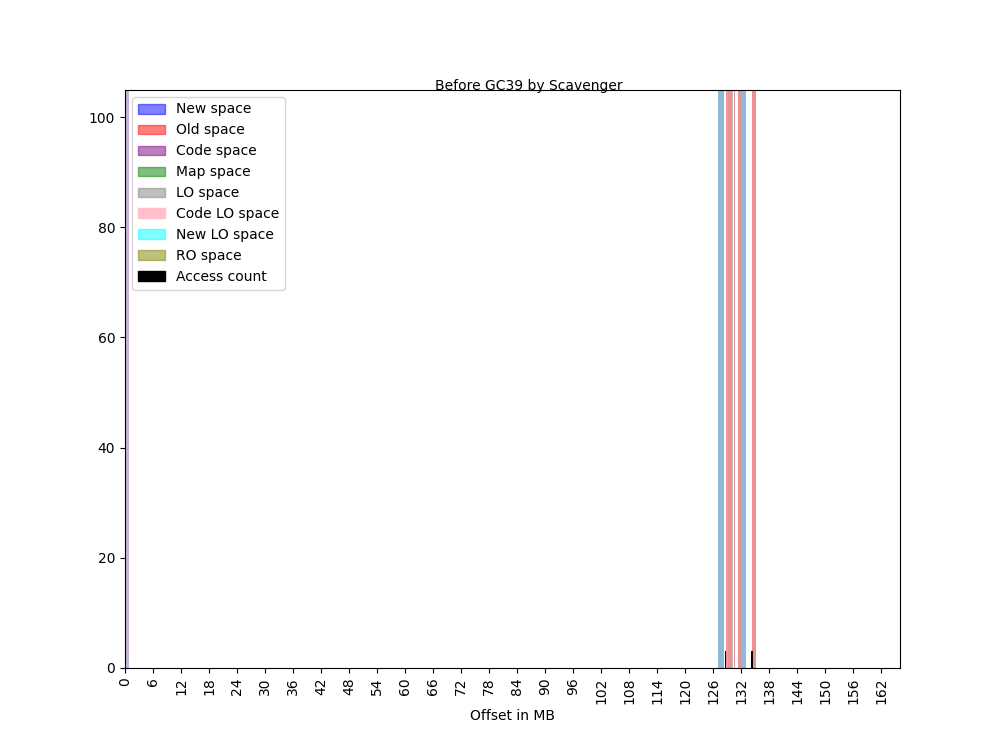 Before GC39 by Scavenger
New space
Old space
Code space
Map space
LO space
Code LO space
New LO space
RO space
Access count
100
80
60
40
20
0
0 6 12 18 24 30 36 42 48 54 60 66 72 78 84 90 96 102 108 114 120 126 132 138 144 150 156 162
Offset in MB